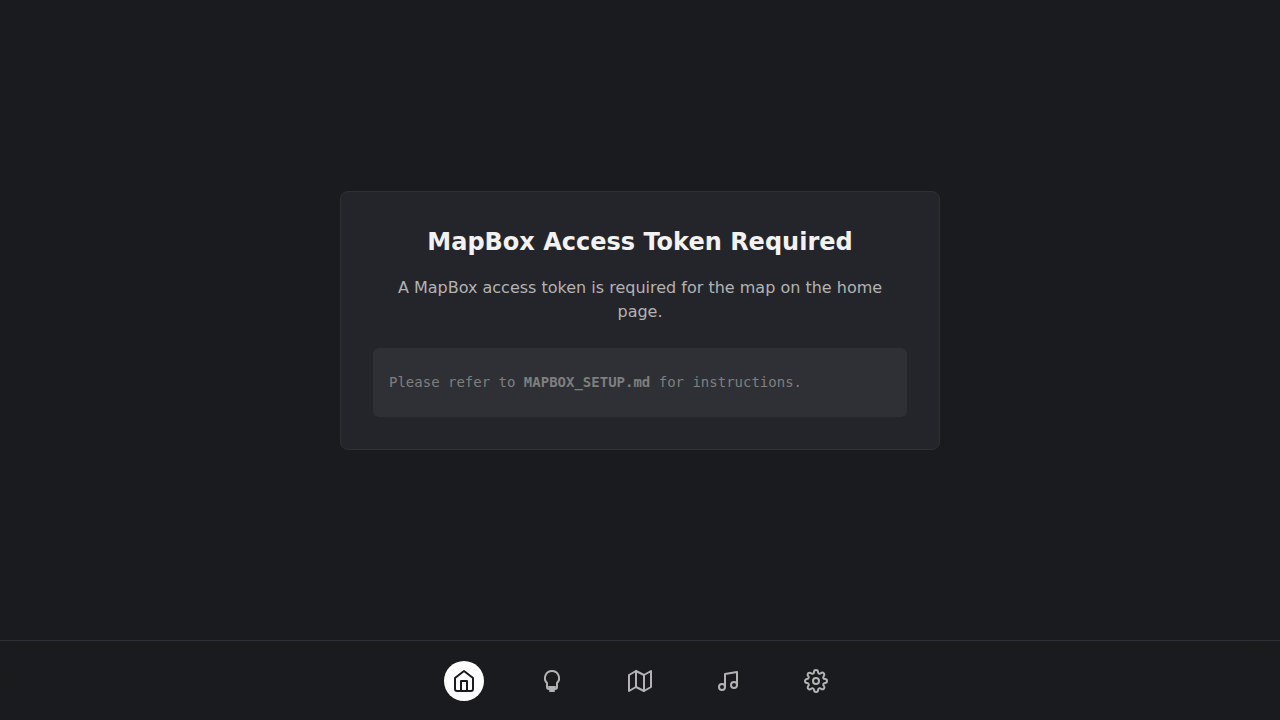 MapBox Access Token Required
A MapBox access token is required for the map on the home
page.
Please refer to MAPBOX_SETUP.md for instructions.